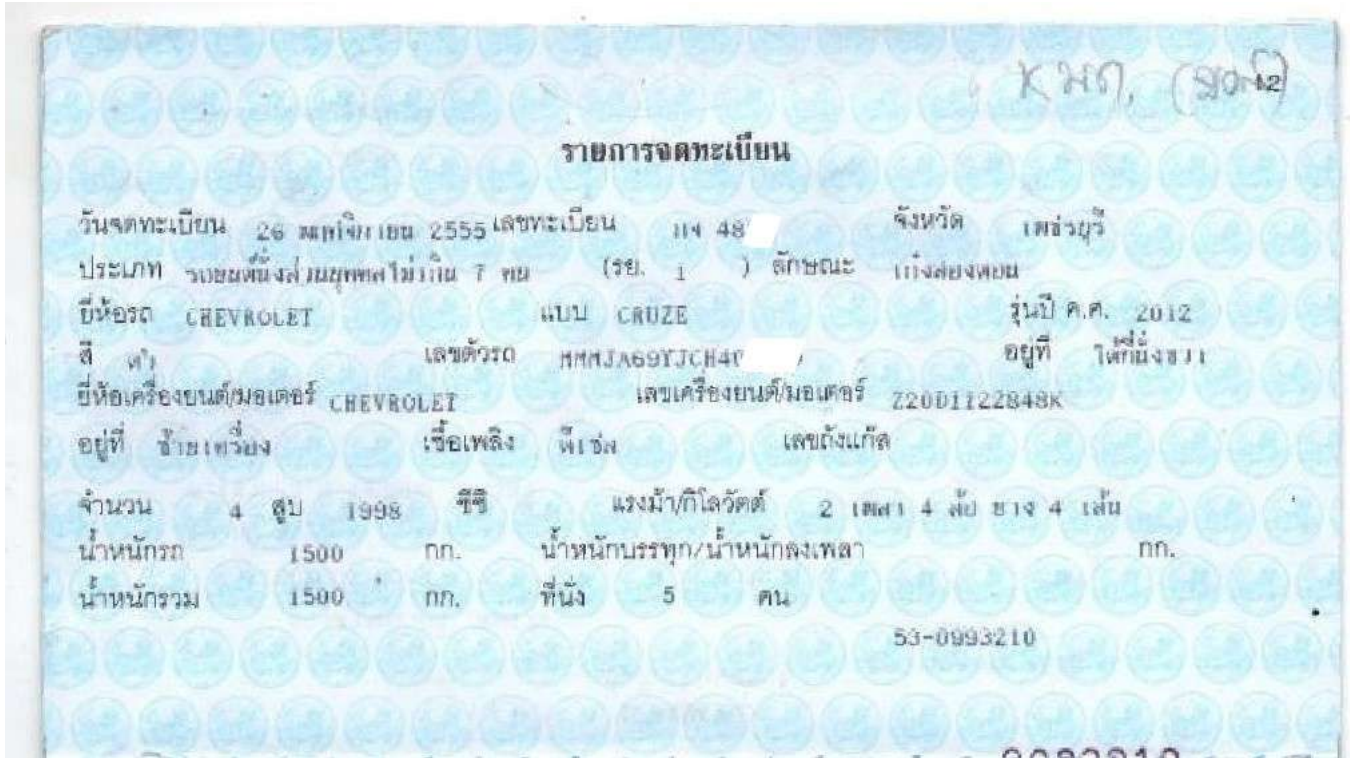 รายการจดทะเบียน
วันจดทะเบียน 26 พฤศจิกายน 2555 เลขทะเบียน กจ 48 จังหวัด เพชรบุรี
ประเภท รถยนต์นั่งส่วนบุคคลไม่เกิน 7 คน (รย. 1 ) ลักษณะ เก๋งสองตอน
ยี่ห้อรถ CHEVROLET แบบ CRUZE รุ่นปี ค.ศ. 2012
สี ดำ เลขตัวรถ MMMJA69YJCH4 อยู่ที่ ใต้ที่นั่งขวา
ยี่ห้อเครื่องยนต์/มอเตอร์ CHEVROLET เลขเครื่องยนต์/มอเตอร์ Z20D1122848K
อยู่ที่ ซ้ายเครื่อง เชื้อเพลิง ดีเซล เลขถังแก๊ส
จำนวน 4 สูบ 1998 ซีซี แรงม้า/กิโลวัตต์ 2 เพลา 4 ล้อ ยาง 4 เส้น
น้ำหนักรถ 1500 กก. น้ำหนักบรรทุก/น้ำหนักลงเพลา กก.
น้ำหนักรวม 1500 กก. ที่นั่ง 5 คน
53-0993210